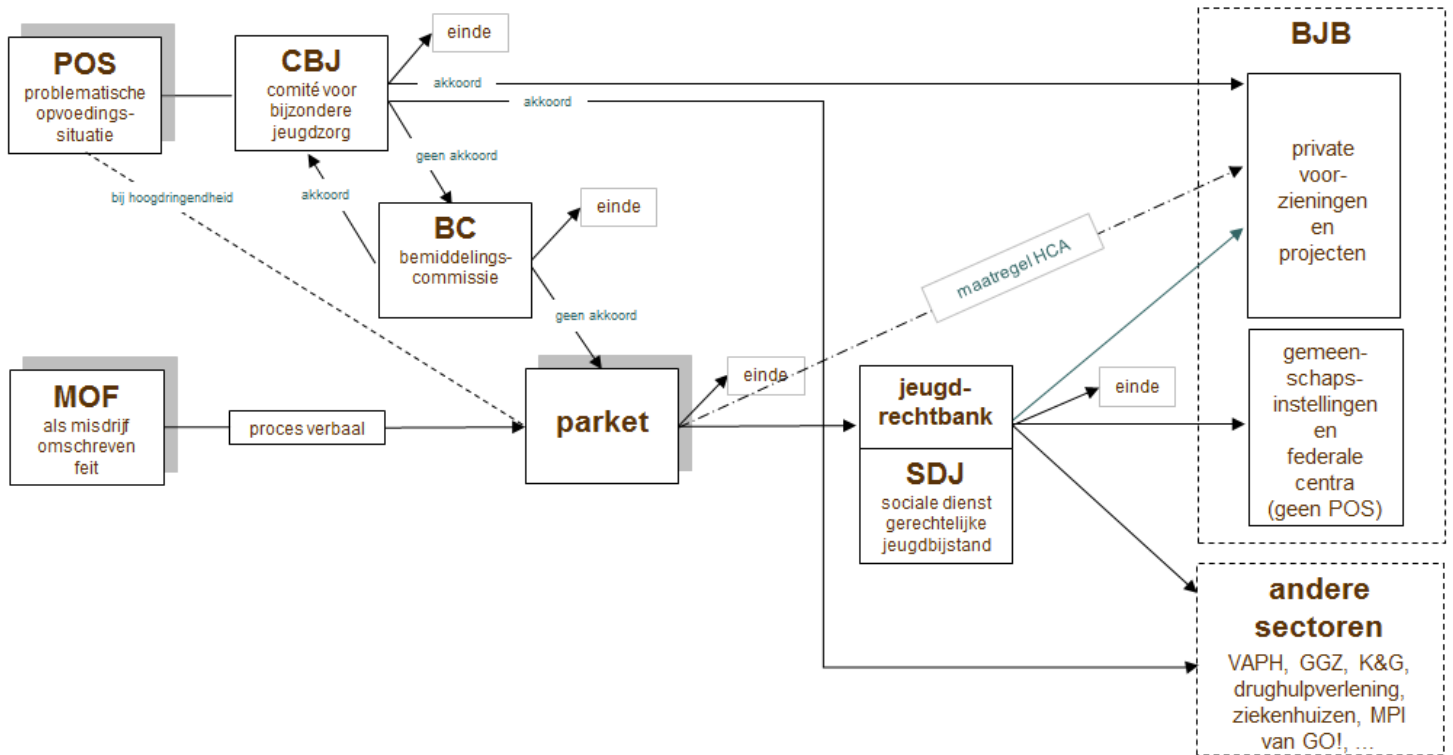 POS
problematische
opvoedings-
situatie
CBJ
comité voor
bijzondere
jeugdzorg
einde
akkoord
akkoord
geen akkoord
akkoord
bij hoogdringendheid
BC
bemiddelings-
commissie
einde
geen akkoord
MOF
als misdrijf
omschreven
feit
proces verbaal
parket
einde
maatregel HCA
jeugd-
rechtbank
SDJ
sociale dienst
gerechtelijke
jeugdbijstand
einde
BJB
private
voor-
zieningen
en
projecten
gemeen-
schaps-
instellingen
en
federale
centra
(geen POS)
andere
sectoren
VAPH, GGZ, K&G,
drughulpverlening,
ziekenhuizen, MPI
van GO!, ...